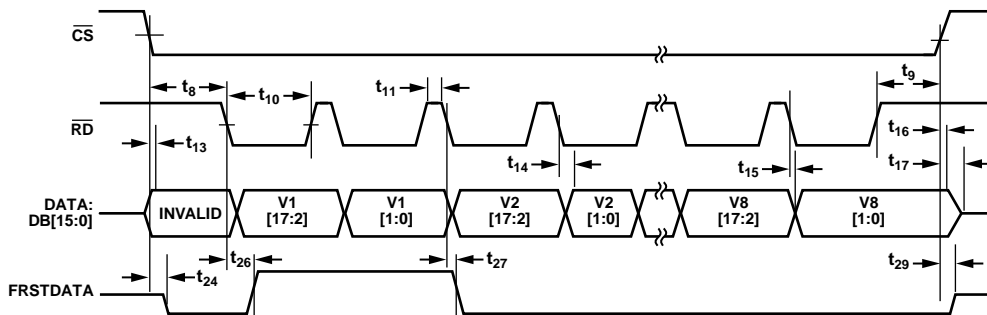 CS
t8
t10
t11
t9
RD
t13
t14
t15
t16
t17
DATA:
DB[15:0]
INVALID
V1
[17:2]
V1
[1:0]
V2
[17:2]
V2
[1:0]
V8
[17:2]
V8
[1:0]
t24
t26
t27
t29
FRSTDATA